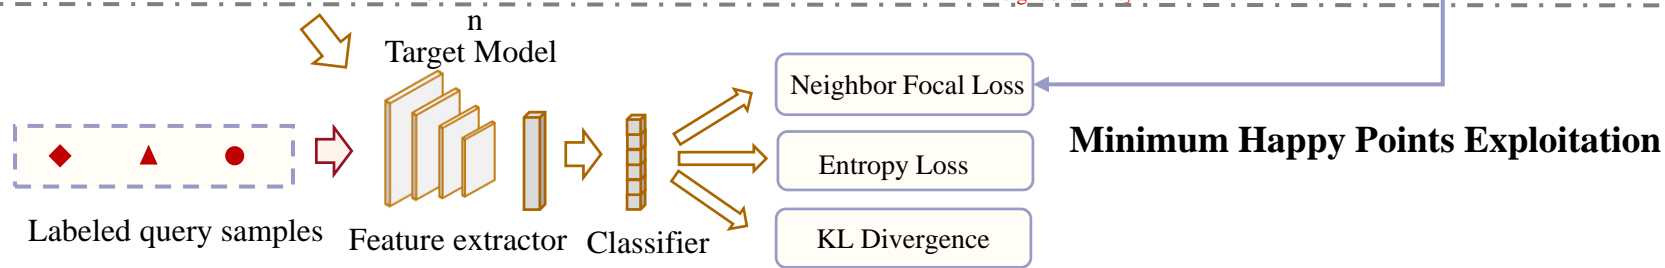 n
Target Model
Neighbor Focal Loss
Minimum Happy Points Exploitation
Entropy Loss
Labeled query samples
Feature extractor
Classifier
KL Divergence